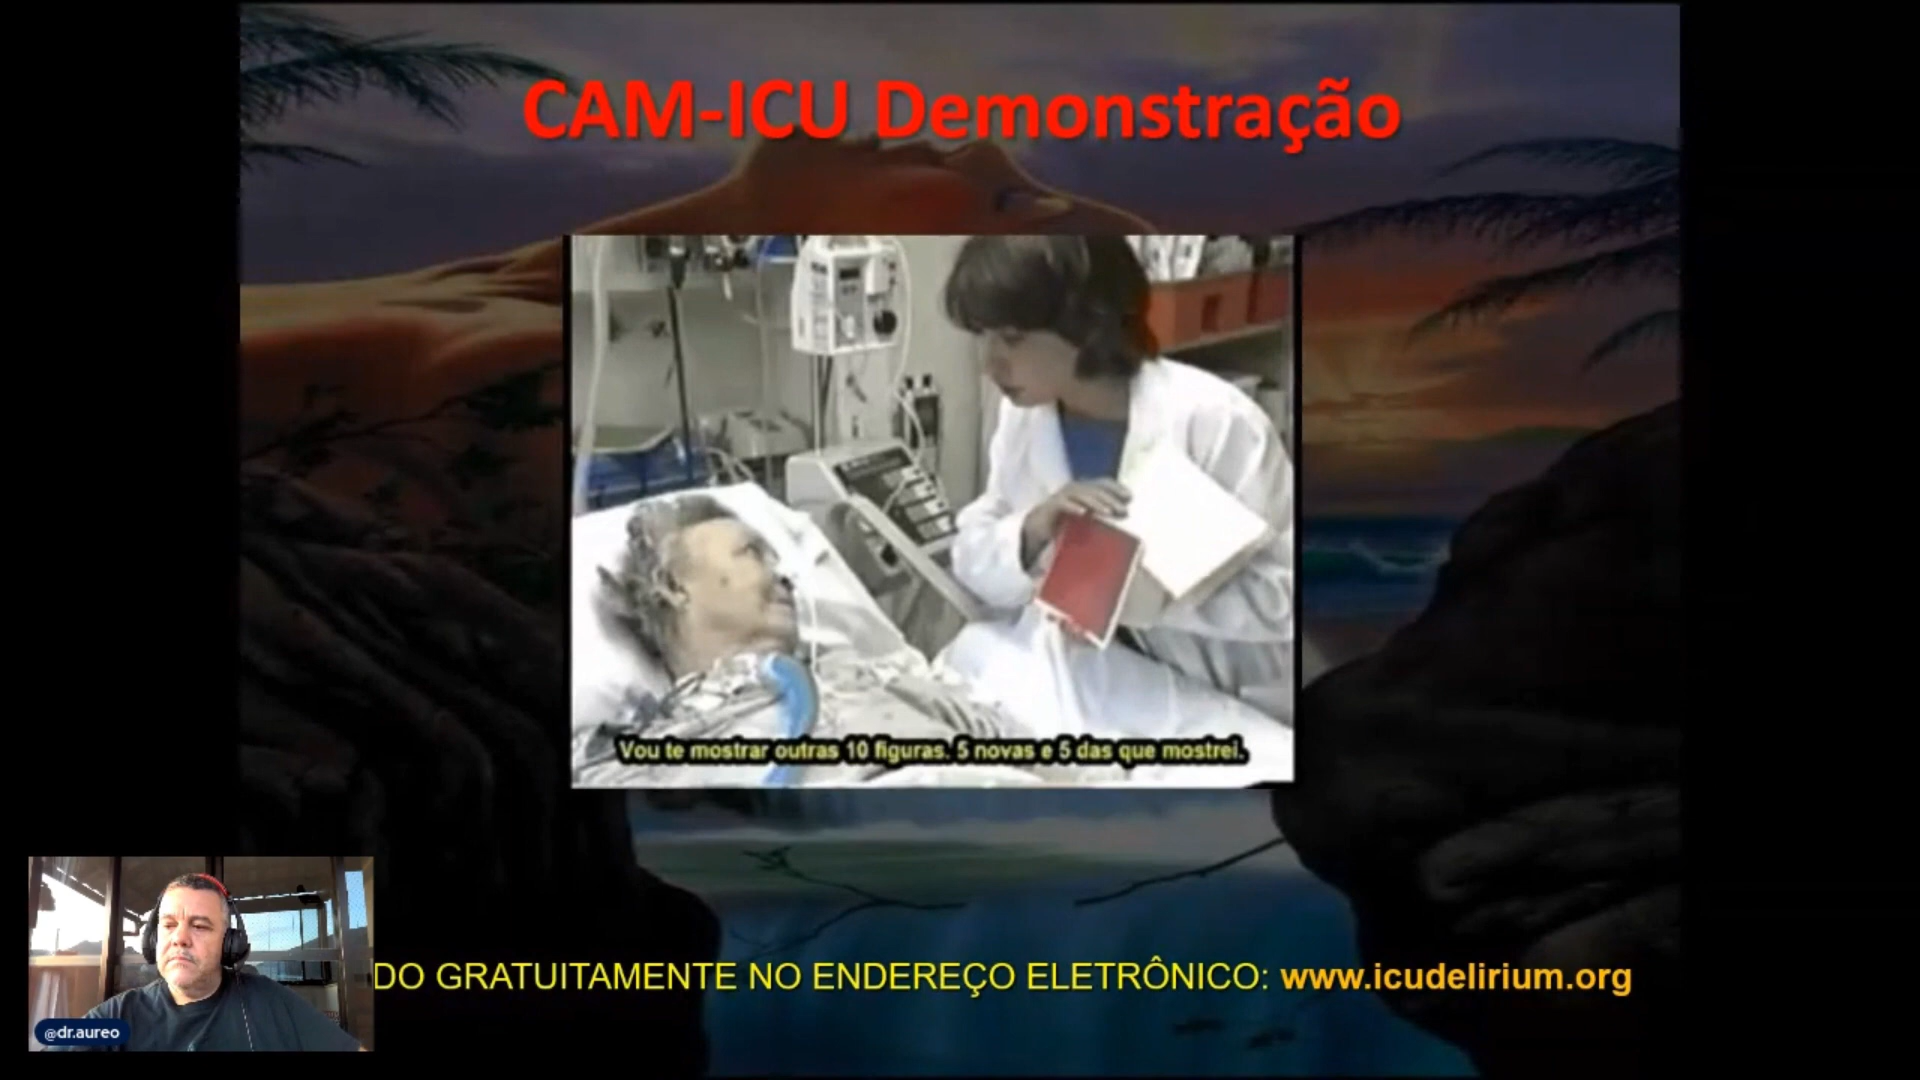 CAM-ICU Demonstração
Vou te mostrar outras 10 figuras. 5 novas e 5 das que mostrei.
DO GRATUITAMENTE NO ENDEREÇO ELETRÔNICO: www.icudelirium.org
@dr.aureo